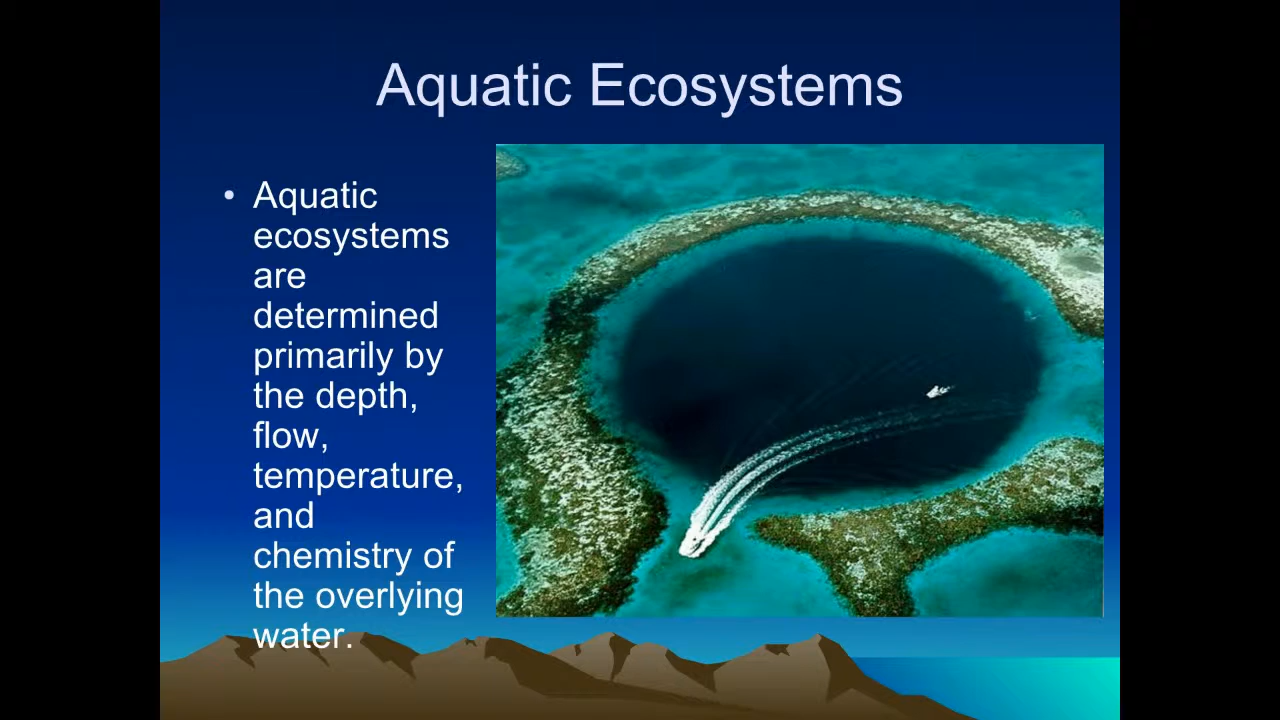 Aquatic Ecosystems
• Aquatic
ecosystems
are
determined
primarily by
the depth,
flow,
temperature,
and
chemistry of
the overlying
water.